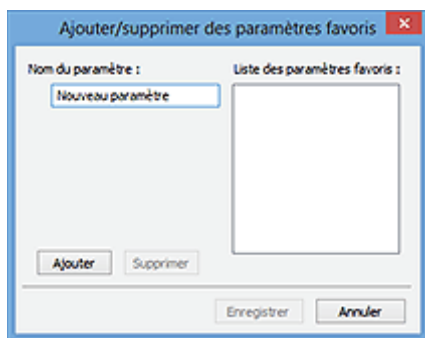 Ajouter/supprimer des paramètres favoris
Nom du paramètre :
Liste des paramètres favoris :
Nouveau paramètre
Ajouter
Supprimer
Enregistrer
Annuler